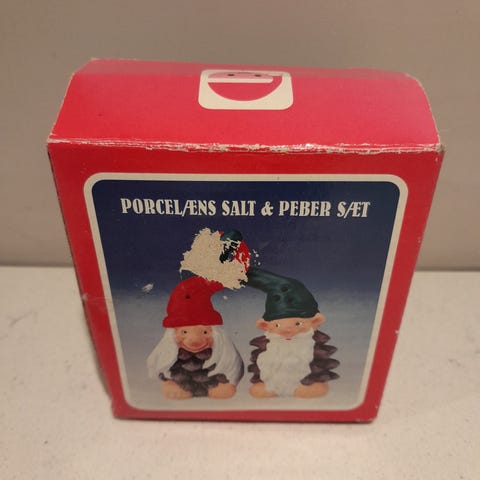 PORCELÆNS SALT & PEBER SÆT